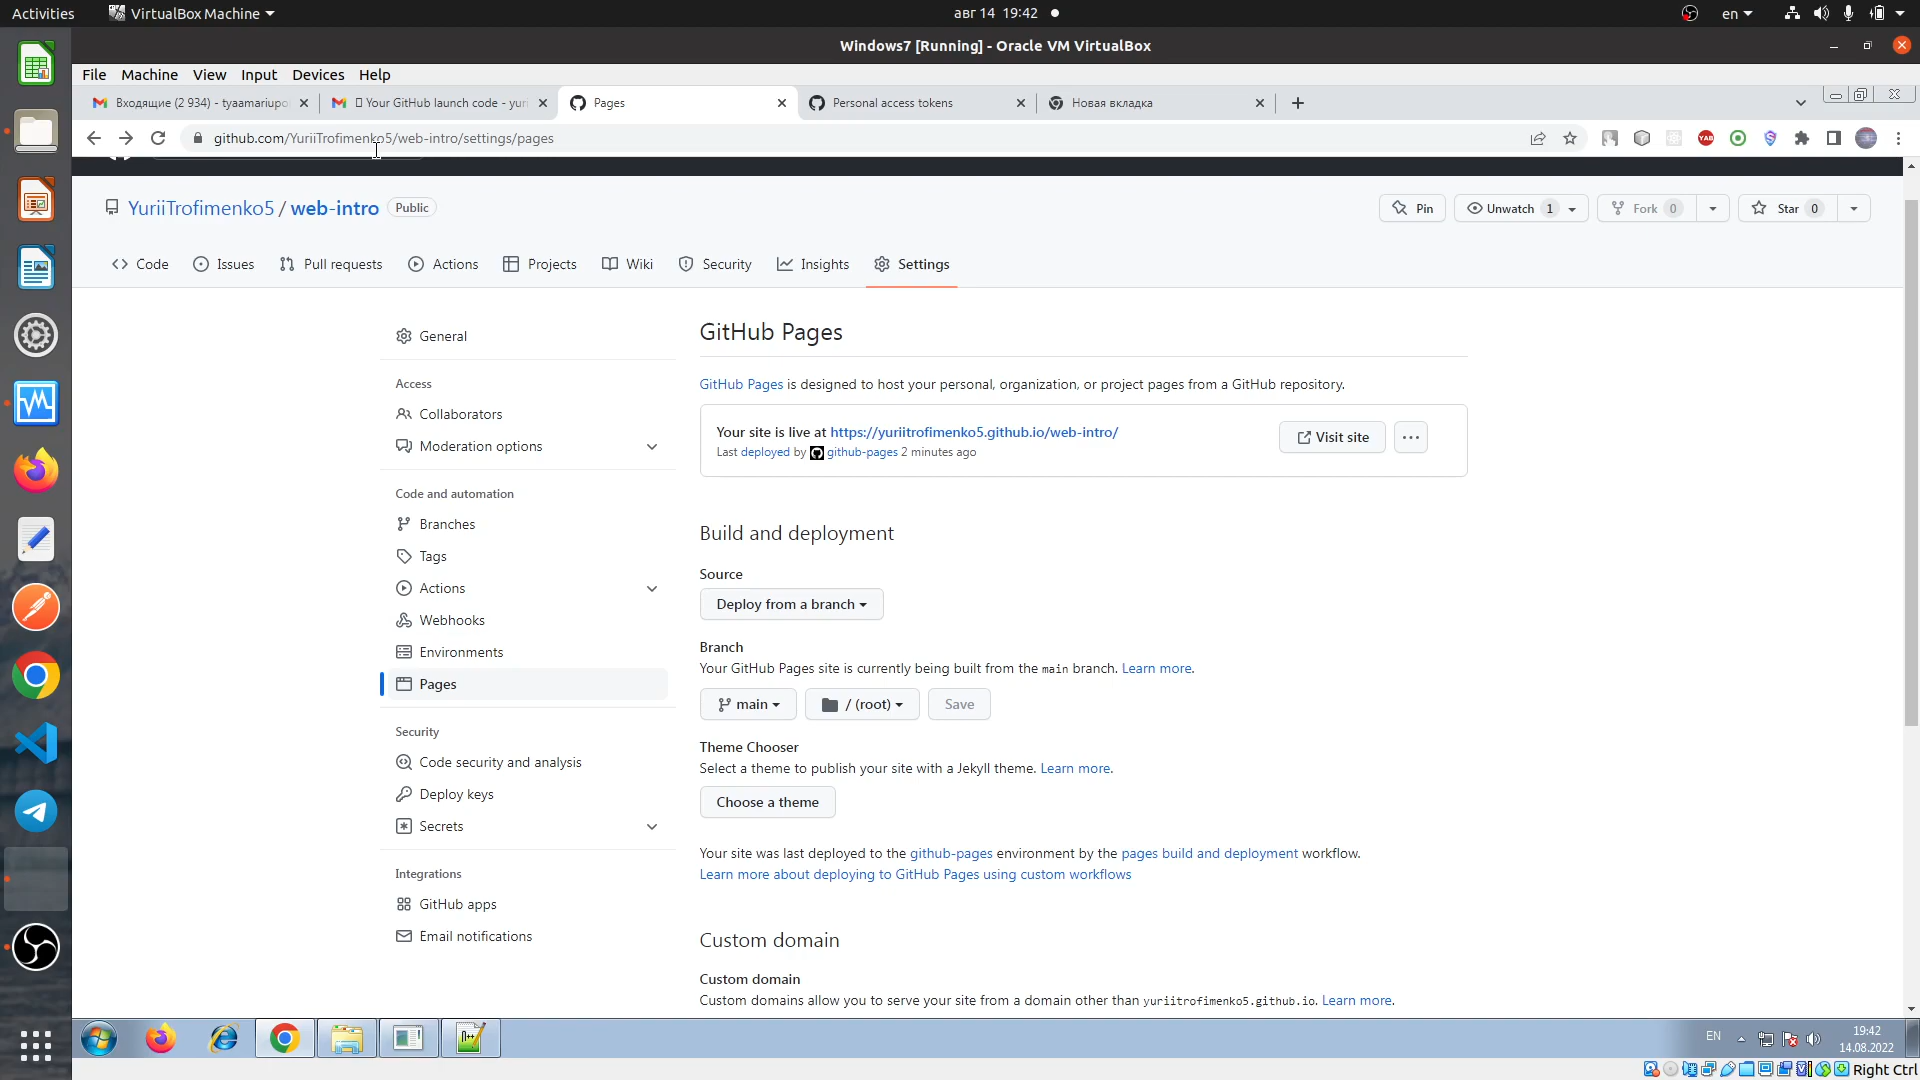 Activities
VirtualBox Machine
авг 14 19:42
en
Windows7 [Running] - Oracle VM VirtualBox
File Machine View Input Devices Help
Входящие (2 934) - tyaamariupo
Your GitHub launch code - yuri
Pages
Personal access tokens
Новая вкладка
github.com/YuriiTrofimenko5/web-intro/settings/pages
YuriiTrofimenko5 / web-intro Public
Pin
Unwatch 1
Fork 0
Star 0
Code
Issues
Pull requests
Actions
Projects
Wiki
Security
Insights
Settings
General
Access
Collaborators
Moderation options
Code and automation
Branches
Tags
Actions
Webhooks
Environments
Pages
Security
Code security and analysis
Deploy keys
Secrets
Integrations
GitHub apps
Email notifications
GitHub Pages
GitHub Pages is designed to host your personal, organization, or project pages from a GitHub repository.
Your site is live at https://yuriitrofimenko5.github.io/web-intro/
Last deployed by github-pages 2 minutes ago
Visit site
Build and deployment
Source
Deploy from a branch
Branch
Your GitHub Pages site is currently being built from the main branch. Learn more.
main
/ (root)
Save
Theme Chooser
Select a theme to publish your site with a Jekyll theme. Learn more.
Choose a theme
Your site was last deployed to the github-pages environment by the pages build and deployment workflow.
Learn more about deploying to GitHub Pages using custom workflows
Custom domain
Custom domain
Custom domains allow you to serve your site from a domain other than yuriitrofimenko5.github.io. Learn more.
EN
19:42
14.08.2022
Right Ctrl